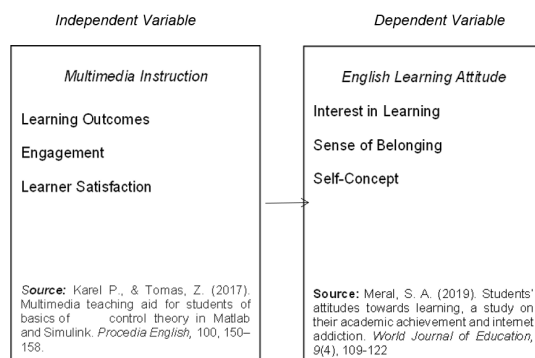 Independent Variable
Dependent Variable
Multimedia Instruction
Learning Outcomes
Engagement
Learner Satisfaction
Source: Karel P., & Tomas, Z. (2017).
Multimedia teaching aid for students of
basics of control theory in Matlab
and Simulink. Procedia English, 100, 150–
158.
English Learning Attitude
Interest in Learning
Sense of Belonging
Self-Concept
Source: Meral, S. A. (2019). Students'
attitudes towards learning, a study on
their academic achievement and internet
addiction. World Journal of Education,
9(4), 109-122